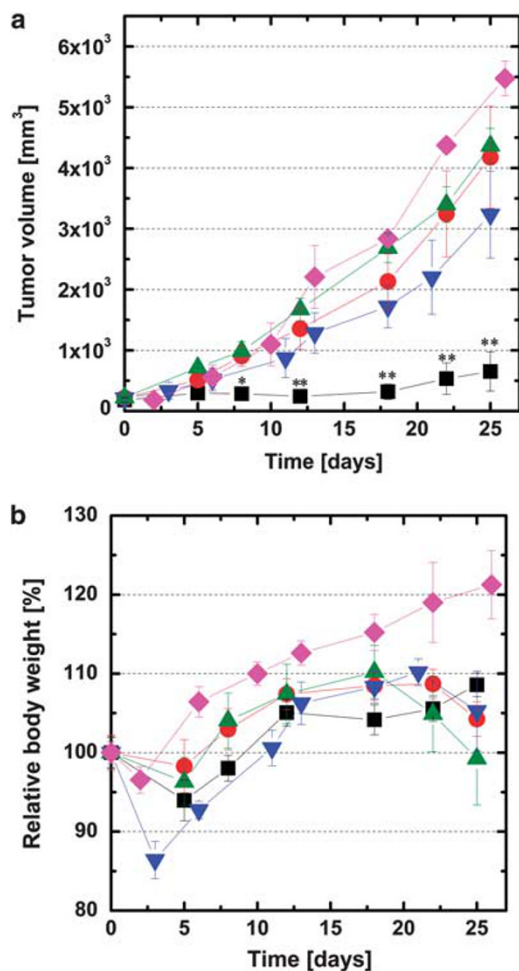 a
6x10³
5x10³
4x10³
3x10³
2x10³
1x10³
0
Tumor volume [mm³]
* ** ** ** **
0 5 10 15 20 25
Time [days]
b
130
120
110
100
90
80
Relative body weight [%]
0 5 10 15 20 25
Time [days]